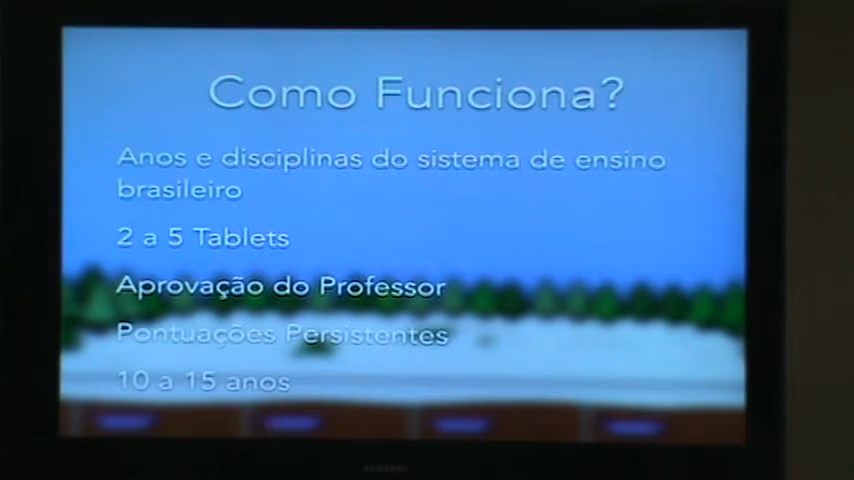 Como Funciona?
Anos e disciplinas do sistema de ensino
brasileiro
2 a 5 Tablets
Aprovação do Professor
Pontuações Persistentes
10 a 15 anos
SAMSUNG